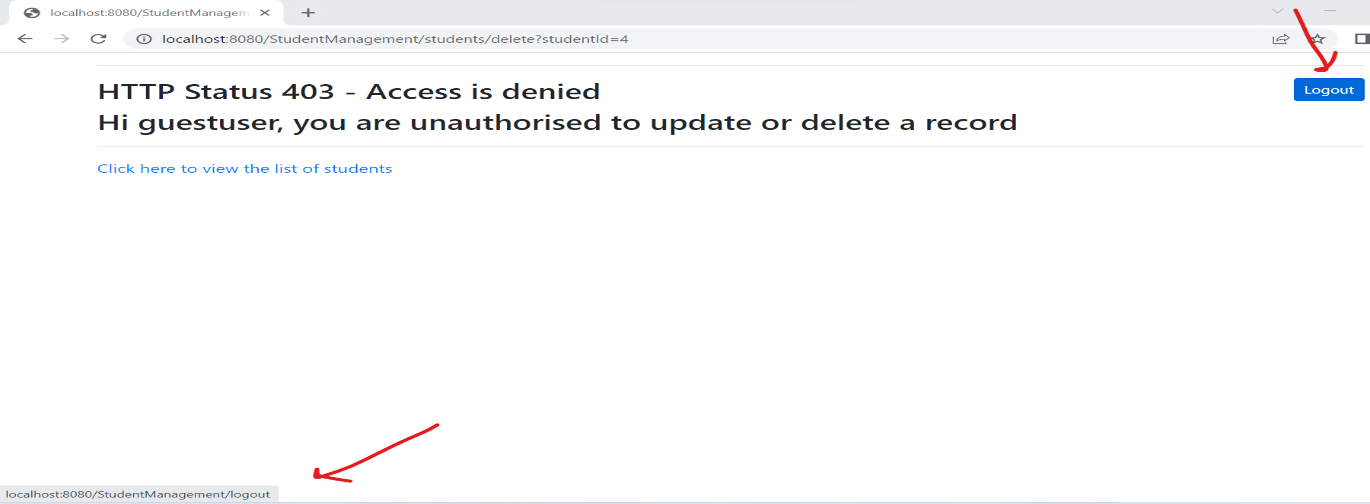 localhost:8080/StudentManagem
localhost:8080/StudentManagement/students/delete?studentId=4
HTTP Status 403 - Access is denied
Logout
Hi guestuser, you are unauthorised to update or delete a record
Click here to view the list of students
localhost:8080/StudentManagement/logout